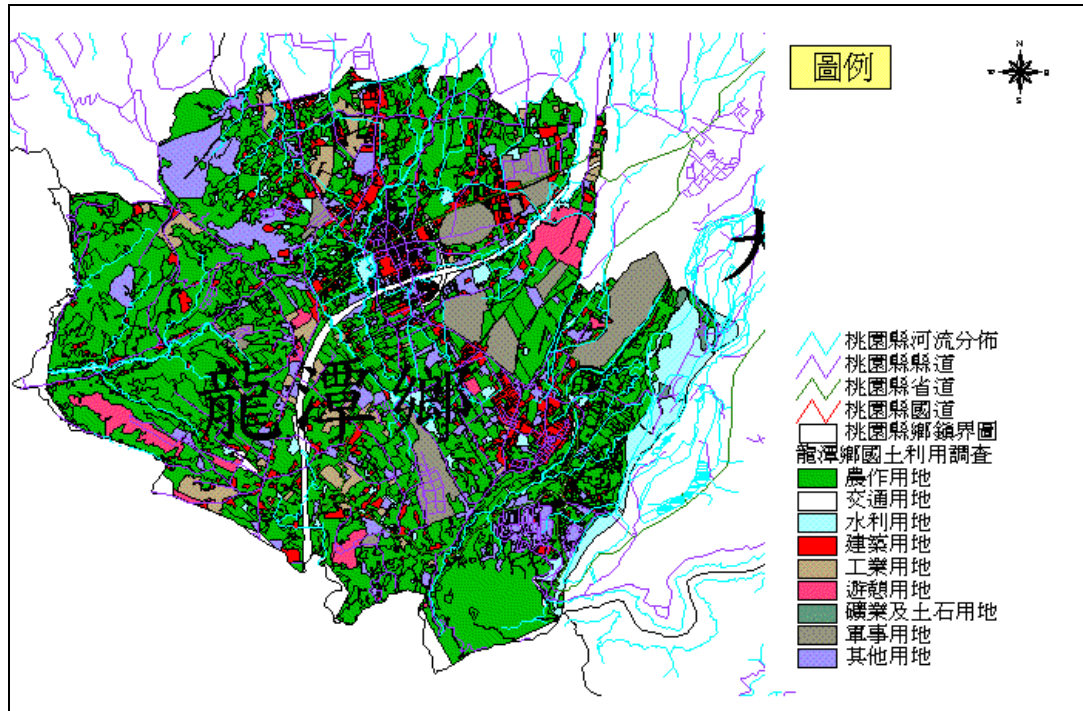 圖例
N
W
E
S
龍潭鄉
桃園縣河流分佈
桃園縣縣道
桃園縣省道
桃園縣國道
桃園縣鄉鎮界圖
龍潭鄉國土利用調查
農作用地
交通用地
水利用地
建築用地
工業用地
遊憩用地
礦業及土石用地
軍事用地
其他用地